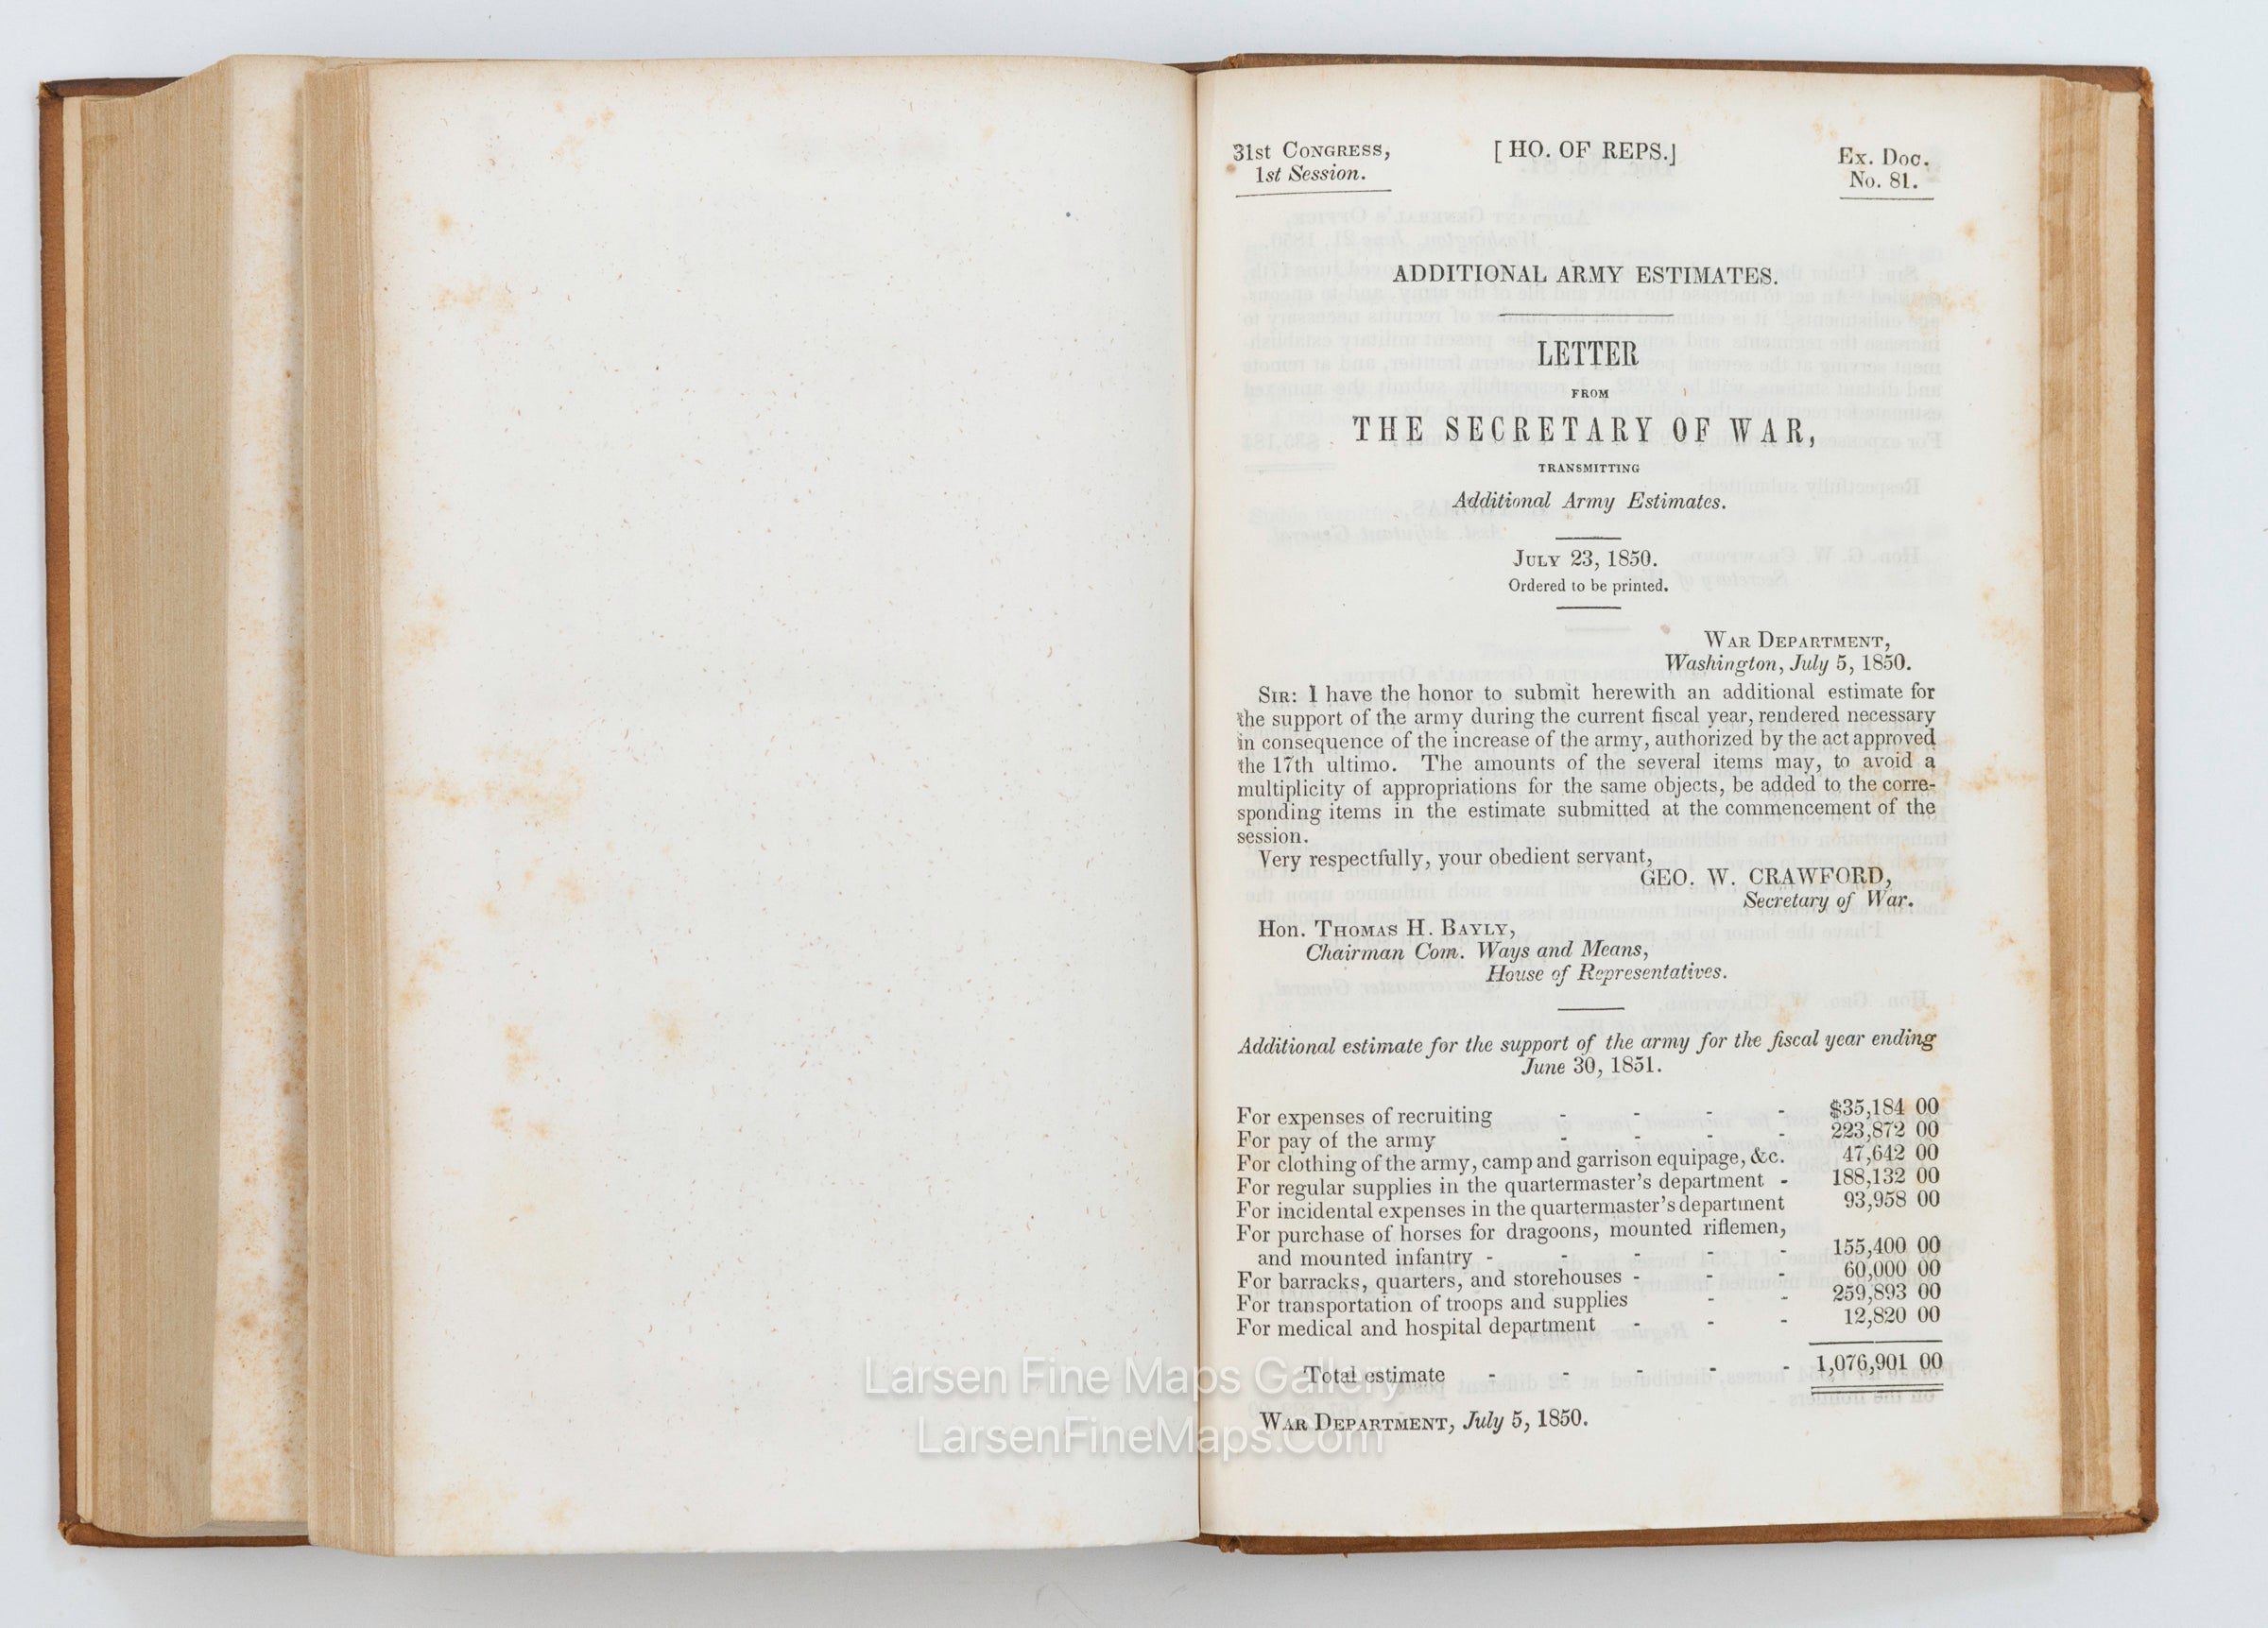 31st Congress,
1st Session.
[ HO. OF REPS.]
Ex. Doc.
No. 81.
ADDITIONAL ARMY ESTIMATES.
LETTER
FROM
THE SECRETARY OF WAR,
TRANSMITTING
Additional Army Estimates.
July 23, 1850.
Ordered to be printed.
War Department,
Washington, July 5, 1850.
Sir: I have the honor to submit herewith an additional estimate for
the support of the army during the current fiscal year, rendered necessary
in consequence of the increase of the army, authorized by the act approved
the 17th ultimo. The amounts of the several items may, to avoid a
multiplicity of appropriations for the same objects, be added to the corre-
sponding items in the estimate submitted at the commencement of the
session.
Very respectfully, your obedient servant,
GEO. W. CRAWFORD,
Secretary of War.
Hon. Thomas H. Bayly,
Chairman Com. Ways and Means,
House of Representatives.
Additional estimate for the support of the army for the fiscal year ending
June 30, 1851.
For expenses of recruiting - - - - $35,184 00
For pay of the army - - - - 223,872 00
For clothing of the army, camp and garrison equipage, &c. 47,642 00
For regular supplies in the quartermaster's department - 188,132 00
For incidental expenses in the quartermaster's department 93,958 00
For purchase of horses for dragoons, mounted riflemen,
and mounted infantry - - - - - 155,400 00
For barracks, quarters, and storehouses - - - 60,000 00
For transportation of troops and supplies - - 259,893 00
For medical and hospital department - - - 12,820 00
Total estimate - - - - - 1,076,901 00
War Department, July 5, 1850.
Larsen Fine Maps Gallery
LarsenFineMaps.Com